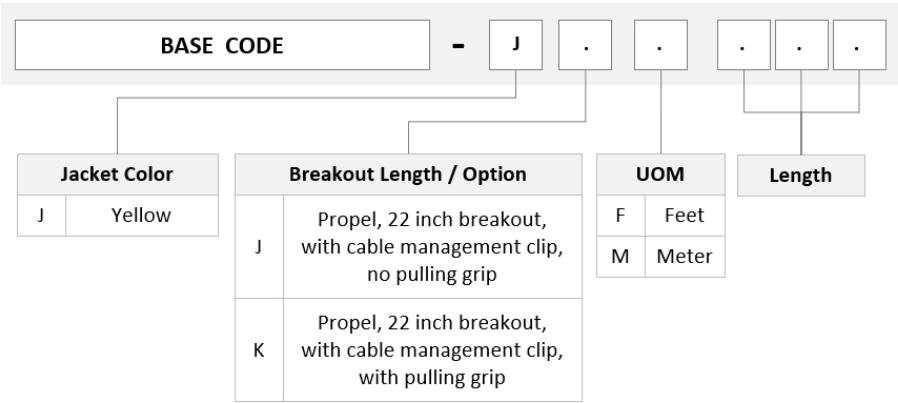 BASE CODE - J . . . . .
Jacket Color
J Yellow
Breakout Length / Option
J Propel, 22 inch breakout,
with cable management clip,
no pulling grip
K Propel, 22 inch breakout,
with cable management clip,
with pulling grip
UOM
F Feet
M Meter
Length